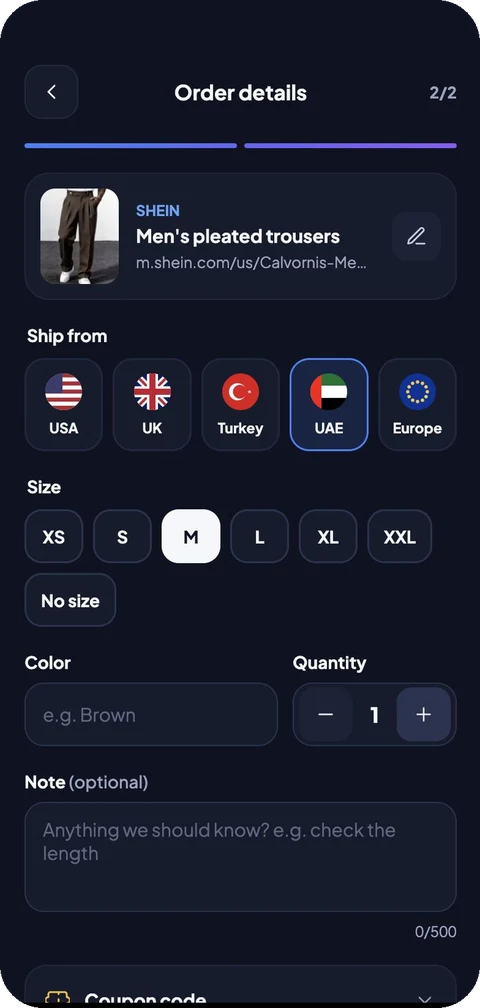 Order details
2/2
SHEIN
Men's pleated trousers
m.shein.com/us/Calvornis-Me...
Ship from
USA
UK
Turkey
UAE
Europe
Size
XS
S
M
L
XL
XXL
No size
Color
Quantity
e.g. Brown
1
Note (optional)
Anything we should know? e.g. check the
length
0/500
Coupon code